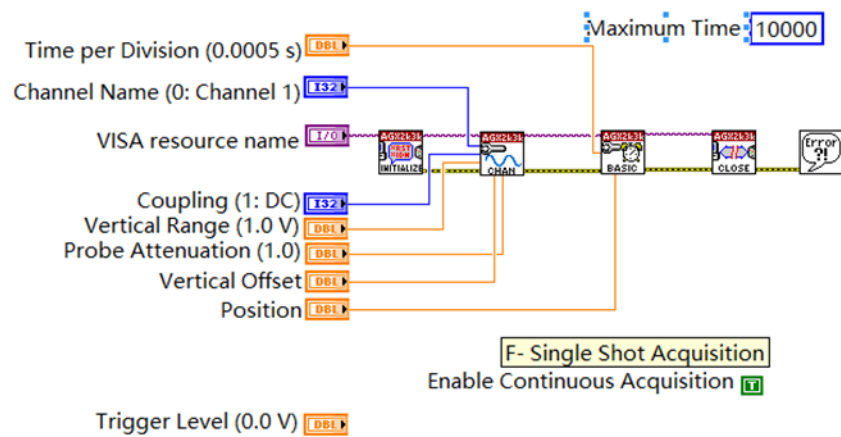 Maximum Time 10000
Time per Division (0.0005 s) DBL
Channel Name (0: Channel 1) I32
VISA resource name I/O
AGX2k3k INITIALIZE
AGX2k3k CHAN
AGX2k3k BASIC
AGX2k3k CLOSE
Error ?!
Coupling (1: DC) I32
Vertical Range (1.0 V) DBL
Probe Attenuation (1.0) DBL
Vertical Offset DBL
Position DBL
F- Single Shot Acquisition
Enable Continuous Acquisition T
Trigger Level (0.0 V) DBL